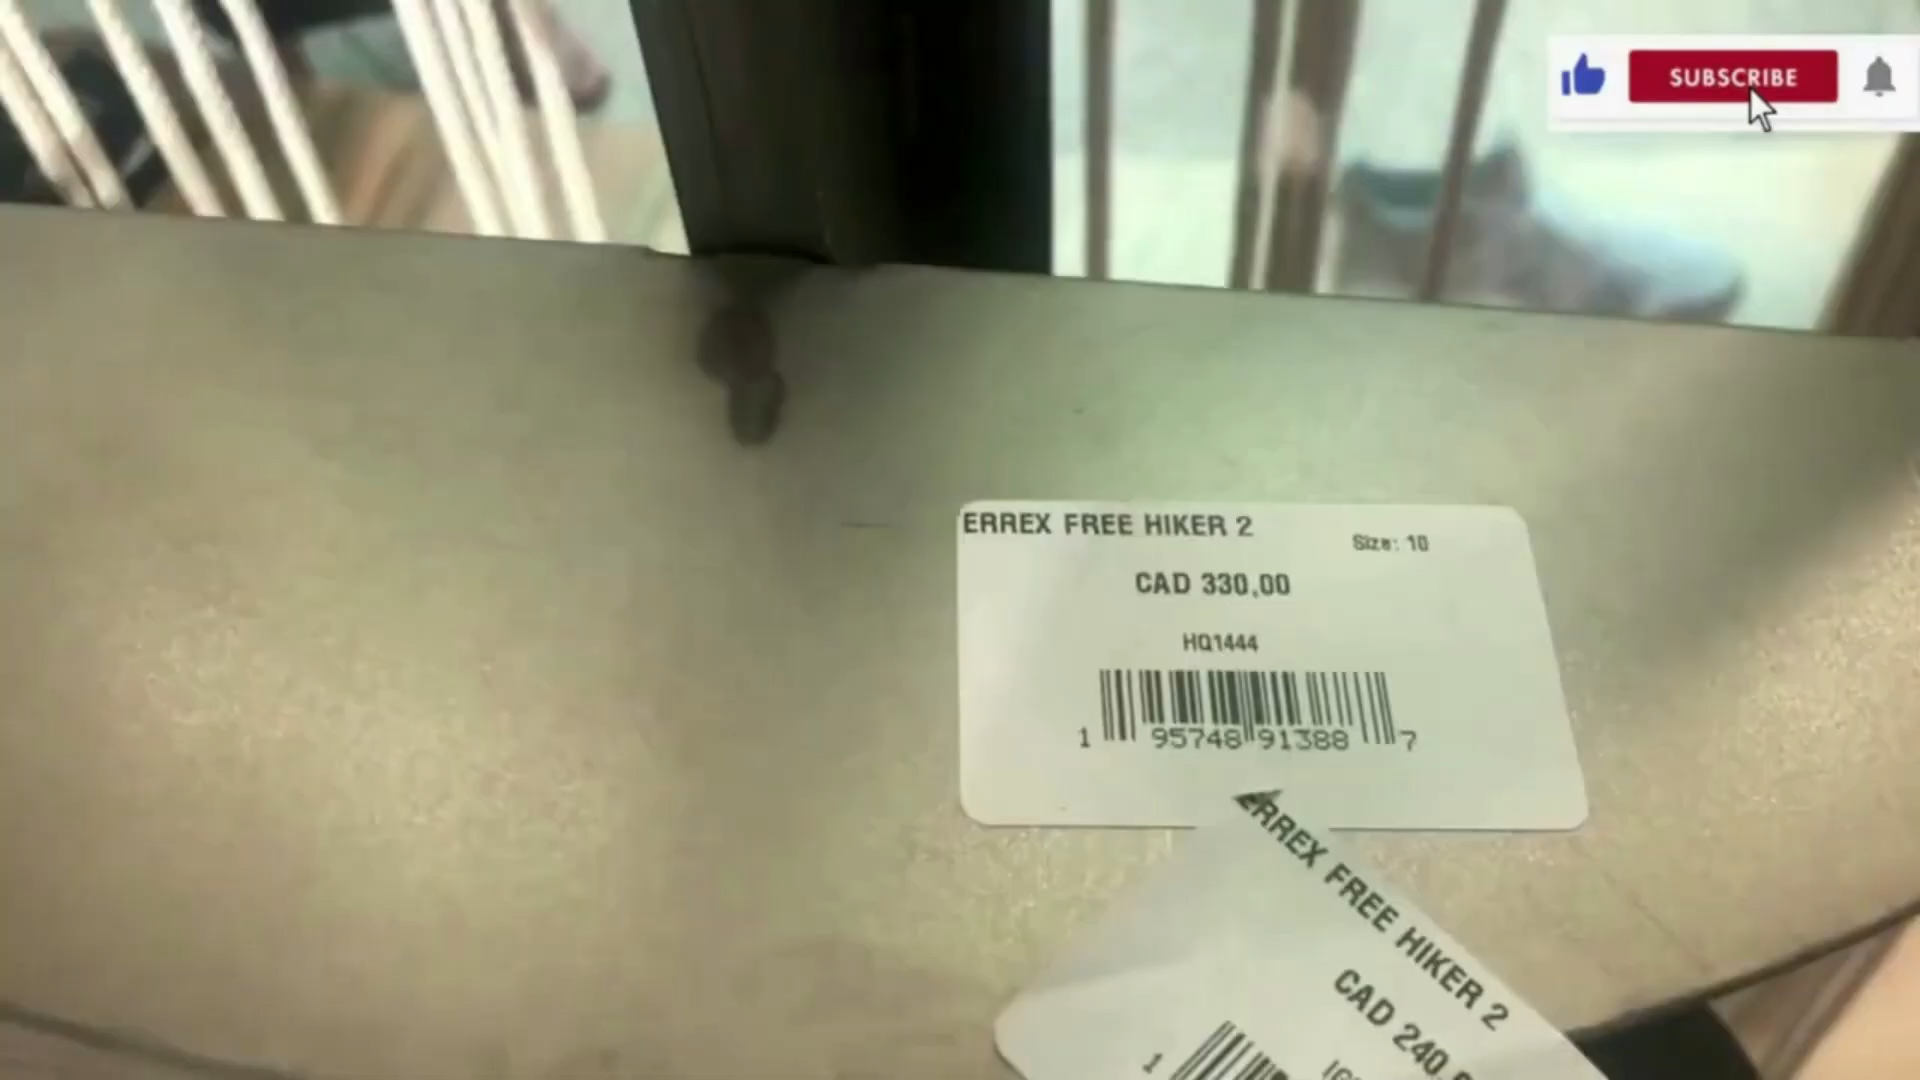 SUBSCRIBE
ERREX FREE HIKER 2
Size: 10
CAD 330,00
HQ1444
1 95748 91388 7
ERREX FREE HIKER 2
CAD 240,
1